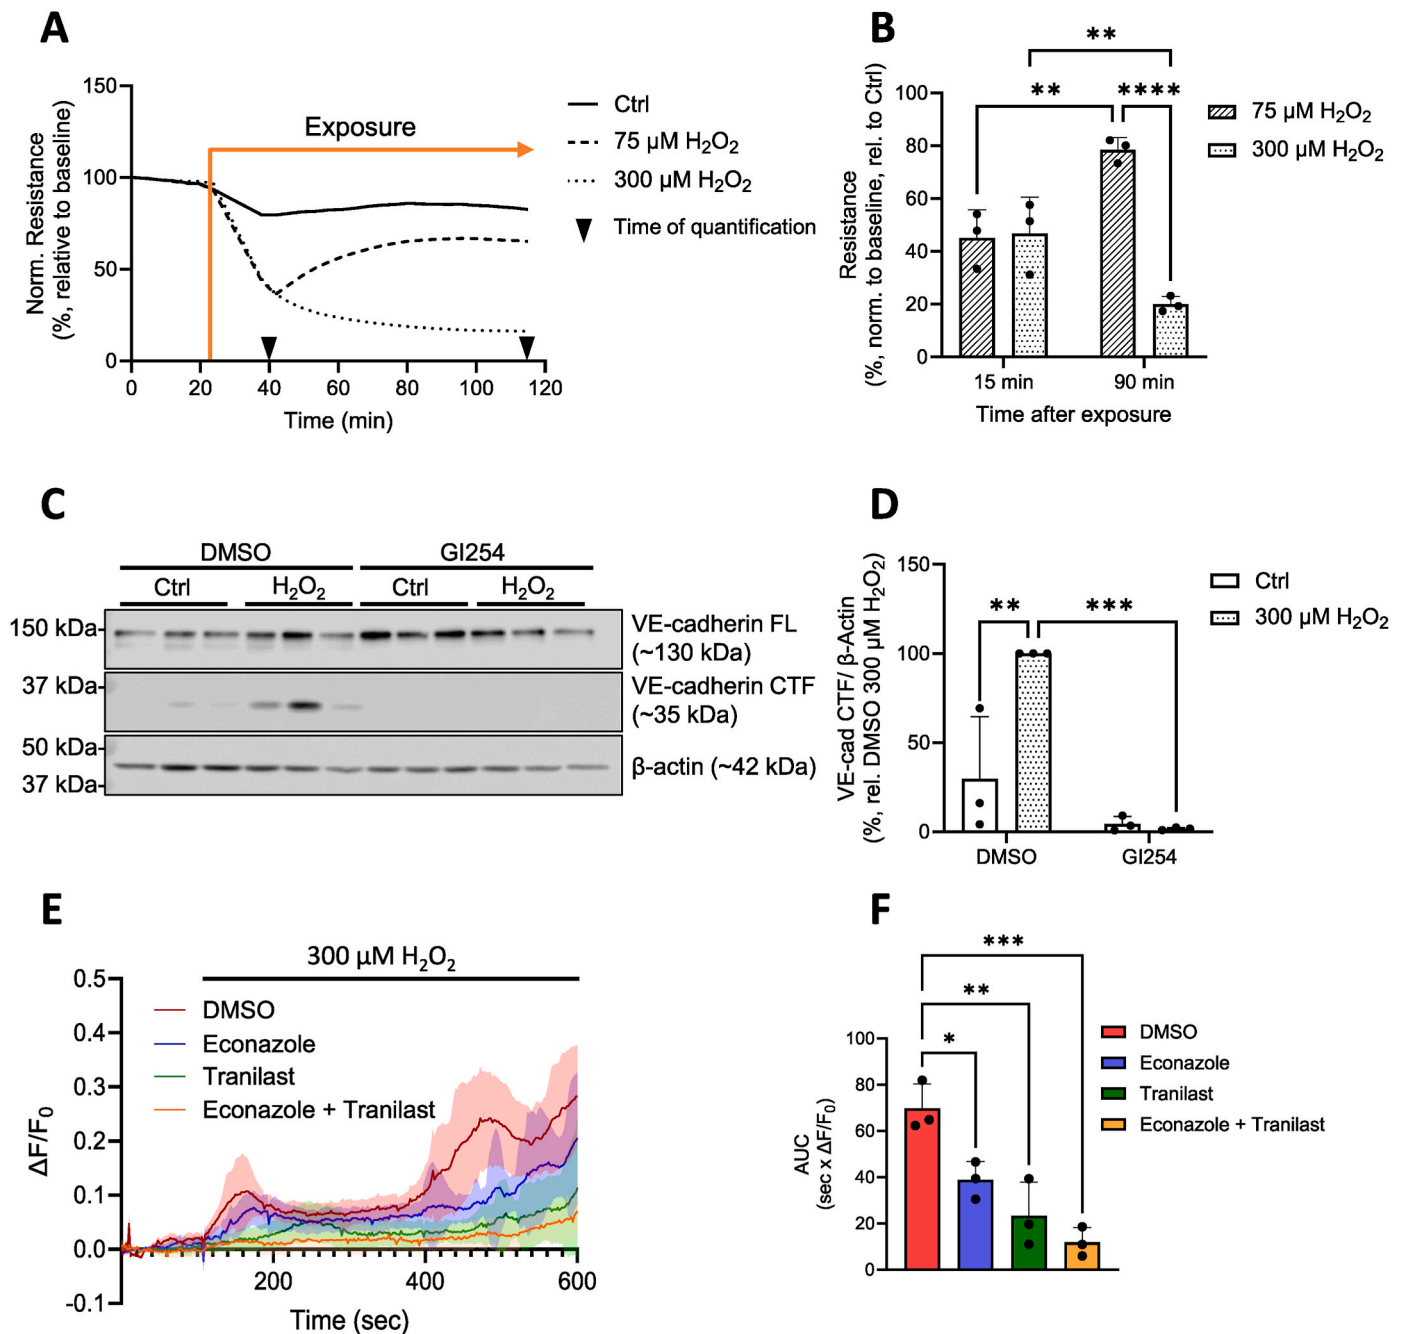 A
Norm. Resistance
(%, relative to baseline)
150
100
50
0
0 20 40 60 80 100 120
Time (min)
Exposure
Ctrl
75 µM H₂O₂
300 µM H₂O₂
Time of quantification
B
Resistance
(%, norm. to baseline, rel. to Ctrl)
100
80
60
40
20
0
**
** ****
15 min 90 min
Time after exposure
75 µM H₂O₂
300 µM H₂O₂
C
DMSO GI254
Ctrl H₂O₂ Ctrl H₂O₂
150 kDa
37 kDa
50 kDa
37 kDa
VE-cadherin FL
(~130 kDa)
VE-cadherin CTF
(~35 kDa)
β-actin (~42 kDa)
D
VE-cad CTF/ β-Actin
(%, rel. DMSO 300 µM H₂O₂)
150
100
50
0
** ***
DMSO GI254
Ctrl
300 µM H₂O₂
E
300 µM H₂O₂
ΔF/F₀
0.5
0.4
0.3
0.2
0.1
0.0
-0.1
DMSO
Econazole
Tranilast
Econazole + Tranilast
200 400 600
Time (sec)
F
AUC
(sec x ΔF/F₀)
100
80
60
40
20
0
***
**
*
DMSO
Econazole
Tranilast
Econazole + Tranilast